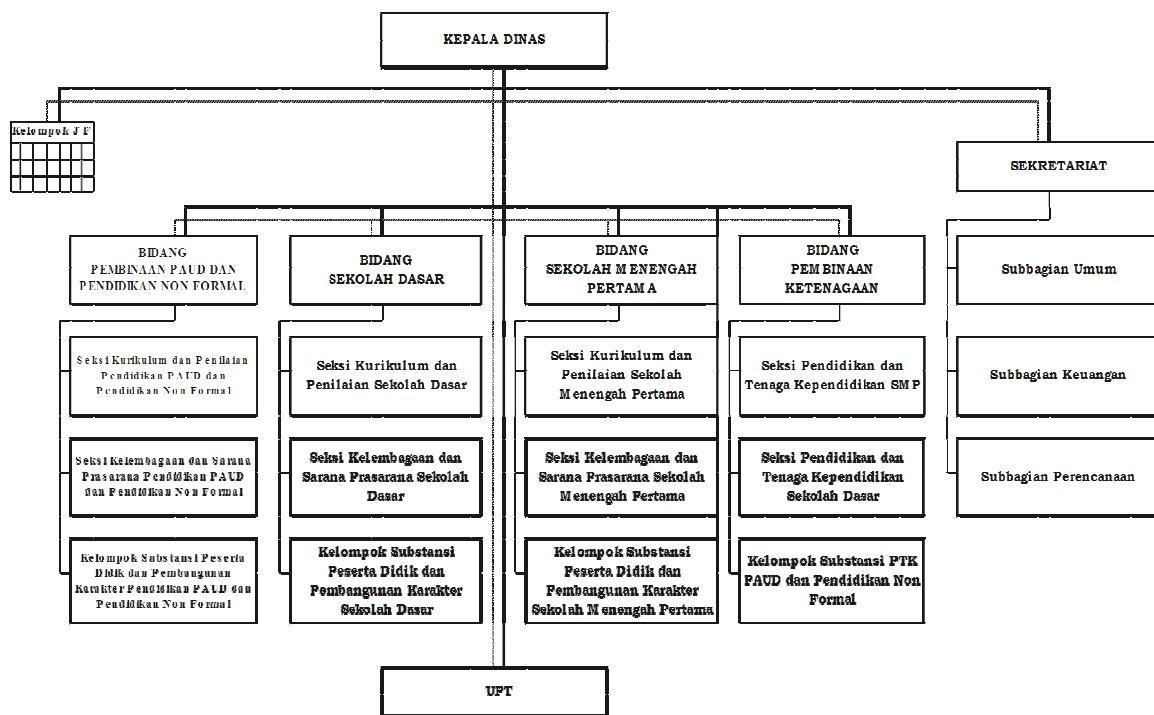 KEPALA DINAS
Kelompok J F
SEKRETARIAT
BIDANG
PEMBINAAN PAUD DAN
PENDIDIKAN NON FORMAL
BIDANG
SEKOLAH DASAR
BIDANG
SEKOLAH MENENGAH
PERTAMA
BIDANG
PEMBINAAN
KETENAGAAN
Subbagian Umum
Seksi Kurikulum dan Penilaian
Pendidikan PAUD dan
Pendidikan Non Formal
Seksi Kurikulum dan
Penilaian Sekolah Dasar
Seksi Kurikulum dan
Penilaian Sekolah
Menengah Pertama
Seksi Pendidikan dan
Tenaga Kependidikan SMP
Subbagian Keuangan
Seksi Kelembagaan dan Sarana
Prasarana Pendidikan PAUD
dan Pendidikan Non Formal
Seksi Kelembagaan dan
Sarana Prasarana Sekolah
Dasar
Seksi Kelembagaan dan
Sarana Prasarana Sekolah
Menengah Pertama
Seksi Pendidikan dan
Tenaga Kependidikan
Sekolah Dasar
Subbagian Perencanaan
Kelompok Substansi Peserta
Didik dan Pembangunan
Karakter Pendidikan PAUD dan
Pendidikan Non Formal
Kelompok Substansi
Peserta Didik dan
Pembangunan Karakter
Sekolah Dasar
Kelompok Substansi
Peserta Didik dan
Pembangunan Karakter
Sekolah Menengah Pertama
Kelompok Substansi PTK
PAUD dan Pendidikan Non
Formal
UPT